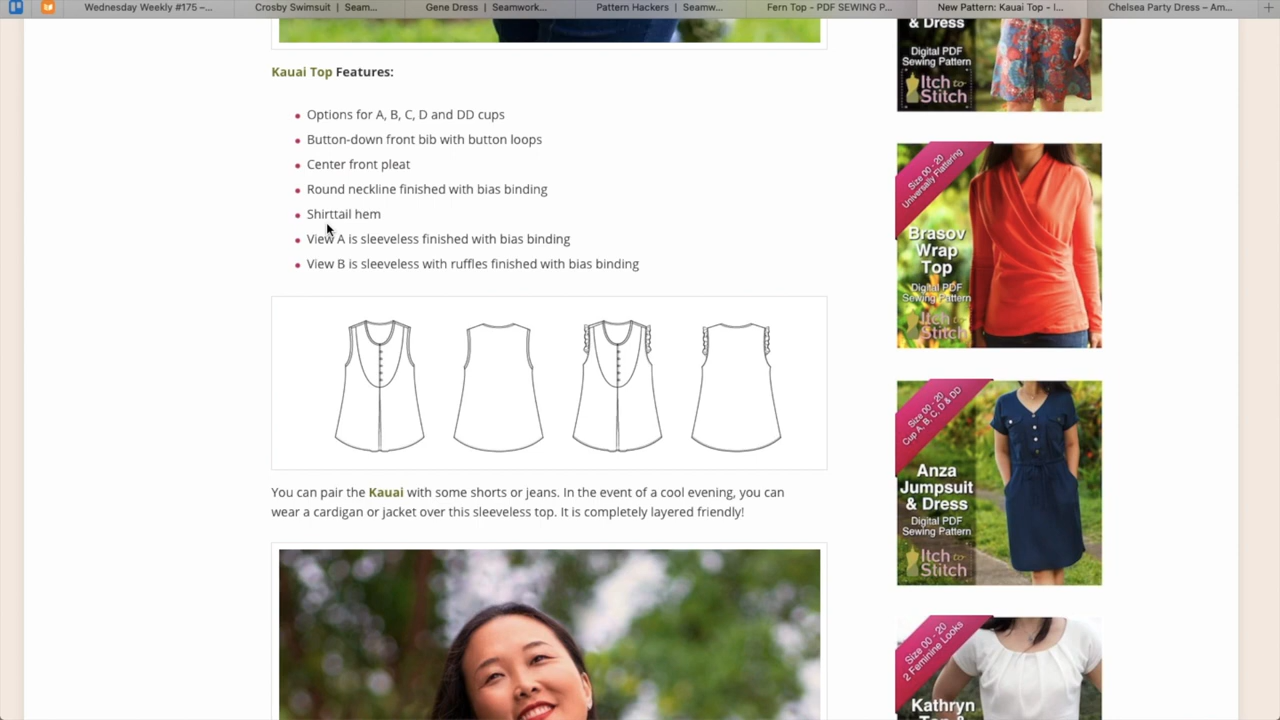 Wednesday Weekly #175 –...
Crosby Swimsuit | Seam...
Gene Dress | Seamwork...
Pattern Hackers | Seamw...
Fern Top - PDF SEWING P...
New Pattern: Kauai Top - I...
Chelsea Party Dress – Am...
Kauai Top Features:
Options for A, B, C, D and DD cups
Button-down front bib with button loops
Center front pleat
Round neckline finished with bias binding
Shirttail hem
View A is sleeveless finished with bias binding
View B is sleeveless with ruffles finished with bias binding
You can pair the Kauai with some shorts or jeans. In the event of a cool evening, you can
wear a cardigan or jacket over this sleeveless top. It is completely layered friendly!
& Dress
Digital PDF
Sewing Pattern
Itch to
Stitch
Size 00 - 20
Universally Flattering
Brasov
Wrap
Top
Digital PDF
Sewing Pattern
Itch to
Stitch
Size 00 - 20
Cup A, B, C, D & DD
Anza
Jumpsuit
& Dress
Digital PDF
Sewing Pattern
Itch to
Stitch
Size 00 - 20
2 Feminine Looks
Kathryn
Top &